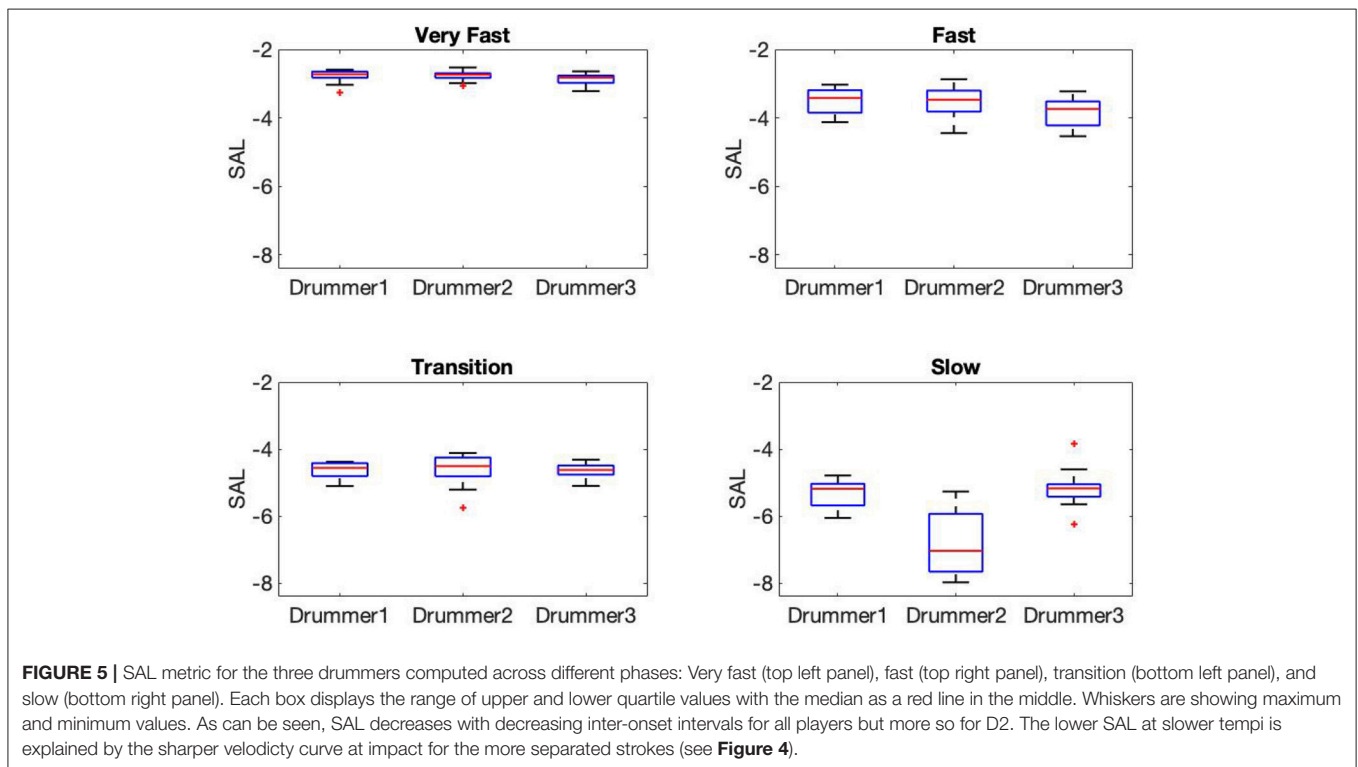 Very Fast
-2
-4
-6
-8
SAL
Drummer1 Drummer2 Drummer3
Fast
-2
-4
-6
-8
SAL
Drummer1 Drummer2 Drummer3
Transition
-2
-4
-6
-8
SAL
Drummer1 Drummer2 Drummer3
Slow
-2
-4
-6
-8
SAL
Drummer1 Drummer2 Drummer3
FIGURE 5 | SAL metric for the three drummers computed across different phases: Very fast (top left panel), fast (top right panel), transition (bottom left panel), and
slow (bottom right panel). Each box displays the range of upper and lower quartile values with the median as a red line in the middle. Whiskers are showing maximum
and minimum values. As can be seen, SAL decreases with decreasing inter-onset intervals for all players but more so for D2. The lower SAL at slower tempi is
explained by the sharper velodicty curve at impact for the more separated strokes (see Figure 4).